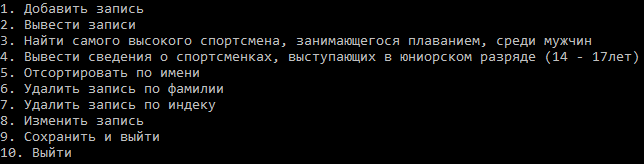 1. Добавить запись
2. Вывести записи
3. Найти самого высокого спортсмена, занимающегося плаванием, среди мужчин
4. Вывести сведения о спортсменках, выступающих в юниорском разряде (14 - 17лет)
5. Отсортировать по имени
6. Удалить запись по фамилии
7. Удалить запись по индеку
8. Изменить запись
9. Сохранить и выйти
10. Выйти